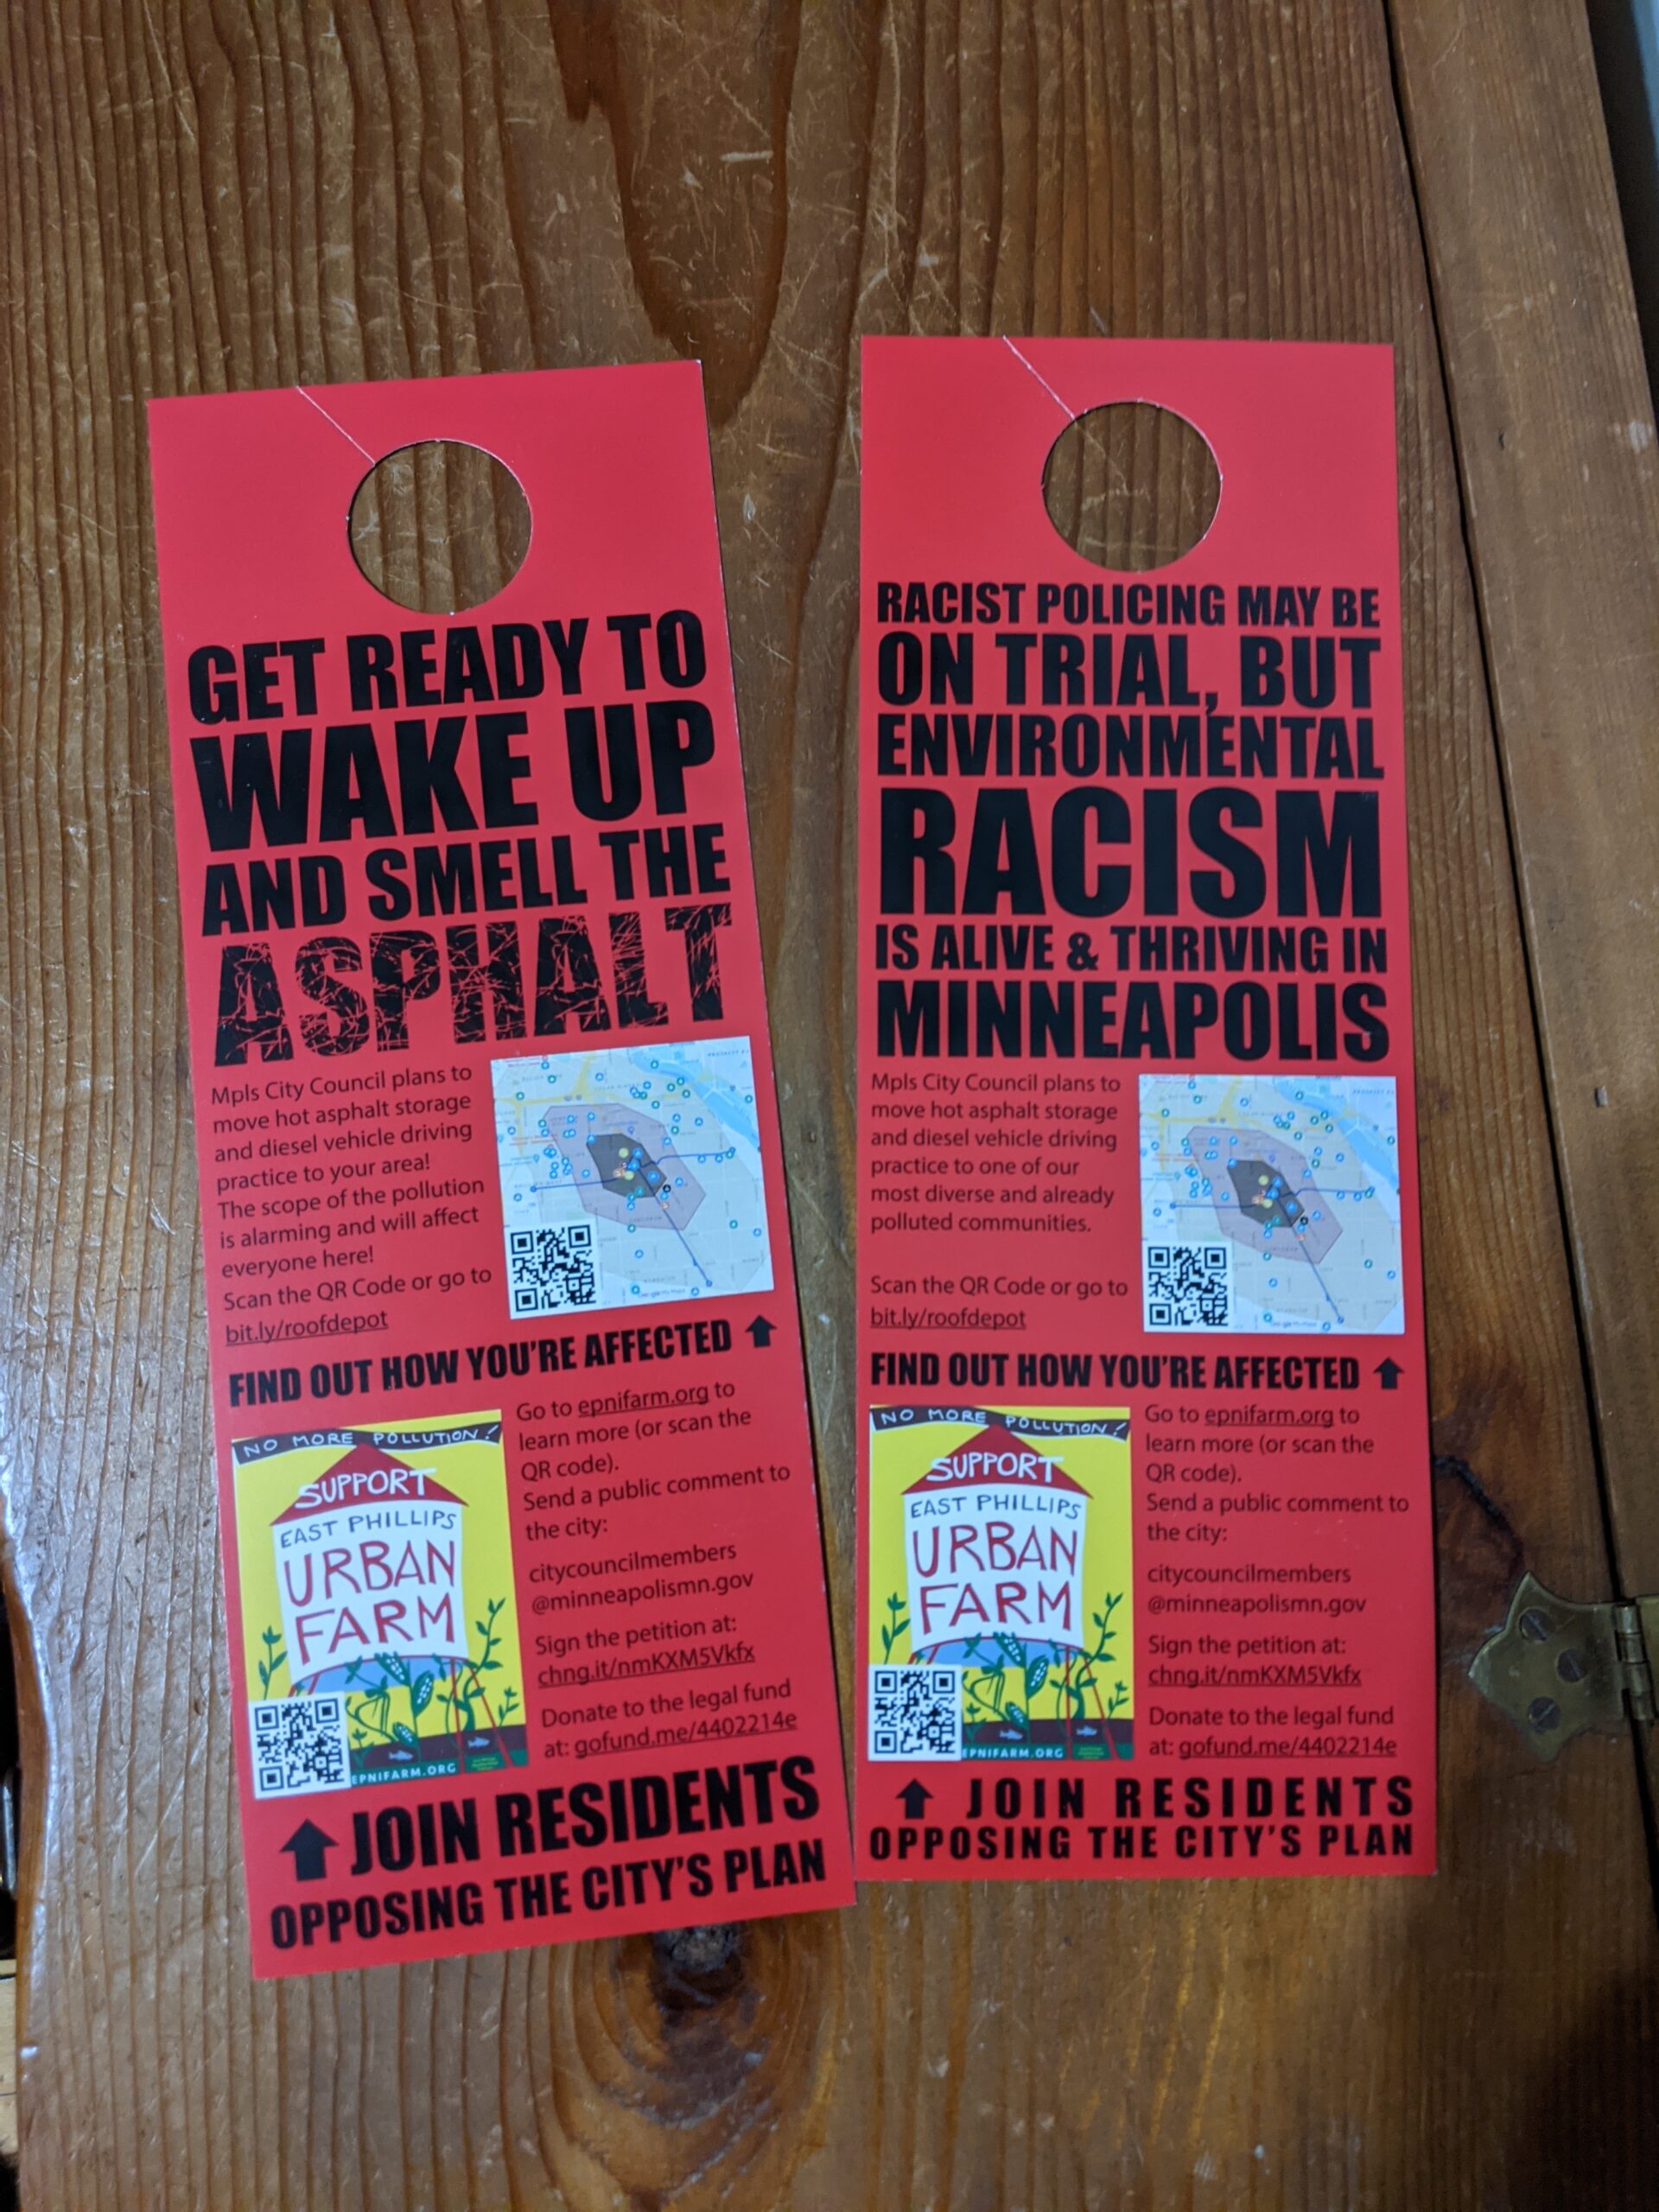 GET READY TO
WAKE UP
AND SMELL THE
ASPHALT
Mpls City Council plans to
move hot asphalt storage
and diesel vehicle driving
practice to your area!
The scope of the pollution
is alarming and will affect
everyone here!
Scan the QR Code or go to
bit.ly/roofdepot
FIND OUT HOW YOU'RE AFFECTED
NO MORE POLLUTION!
SUPPORT
EAST PHILLIPS
URBAN
FARM
EPNIFARM.ORG
Go to epnifarm.org to
learn more (or scan the
QR code).
Send a public comment to
the city:
citycouncilmembers
@minneapolismn.gov
Sign the petition at:
chng.it/nmKXM5Vkfx
Donate to the legal fund
at: gofund.me/4402214e
JOIN RESIDENTS
OPPOSING THE CITY'S PLAN
RACIST POLICING MAY BE
ON TRIAL, BUT
ENVIRONMENTAL
RACISM
IS ALIVE & THRIVING IN
MINNEAPOLIS
Mpls City Council plans to
move hot asphalt storage
and diesel vehicle driving
practice to one of our
most diverse and already
polluted communities.
Scan the QR Code or go to
bit.ly/roofdepot
FIND OUT HOW YOU'RE AFFECTED
NO MORE POLLUTION!
SUPPORT
EAST PHILLIPS
URBAN
FARM
EPNIFARM.ORG
Go to epnifarm.org to
learn more (or scan the
QR code).
Send a public comment to
the city:
citycouncilmembers
@minneapolismn.gov
Sign the petition at:
chng.it/nmKXM5Vkfx
Donate to the legal fund
at: gofund.me/4402214e
JOIN RESIDENTS
OPPOSING THE CITY'S PLAN